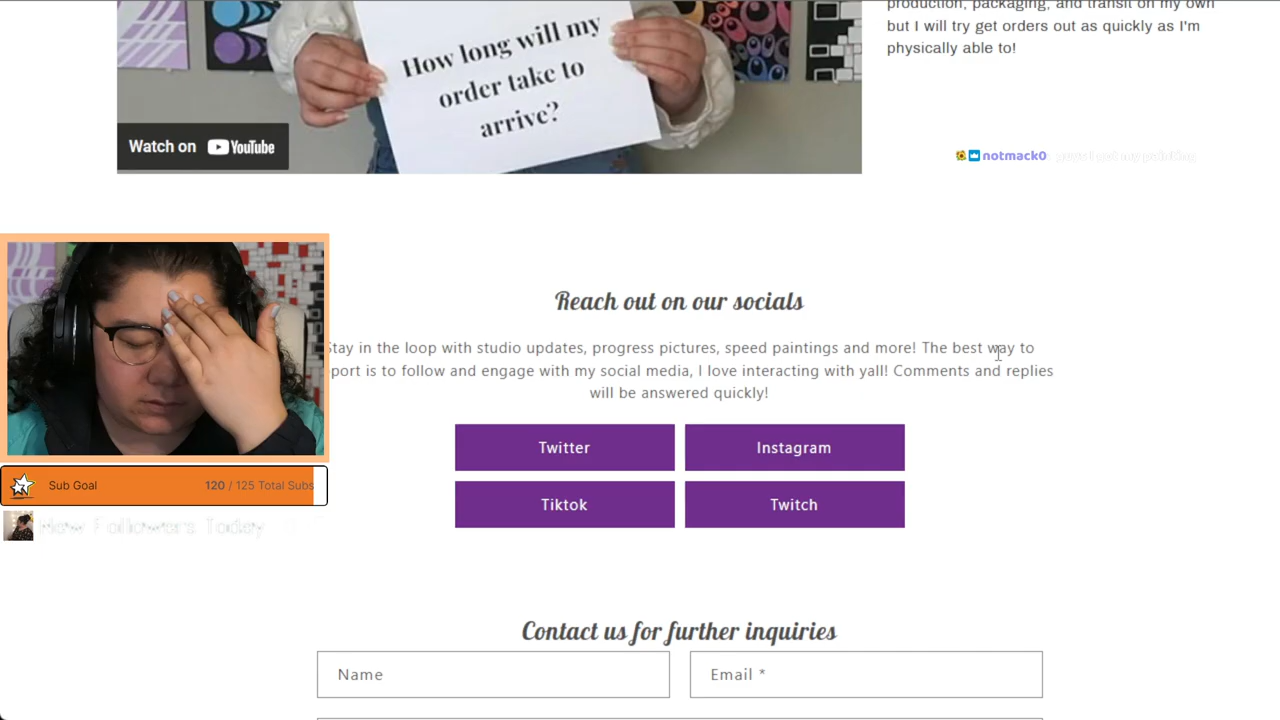 production, packaging, and transit on my own
but I will try get orders out as quickly as I'm
physically able to!
How long will my
order take to
arrive?
Watch on YouTube
notmack0
Reach out on our socials
Stay in the loop with studio updates, progress pictures, speed paintings and more! The best way to
port is to follow and engage with my social media, I love interacting with yall! Comments and replies
will be answered quickly!
Twitter
Instagram
Tiktok
Twitch
Sub Goal
120 / 125 Total Subs
New Followers Today
Contact us for further inquiries
Name
Email *